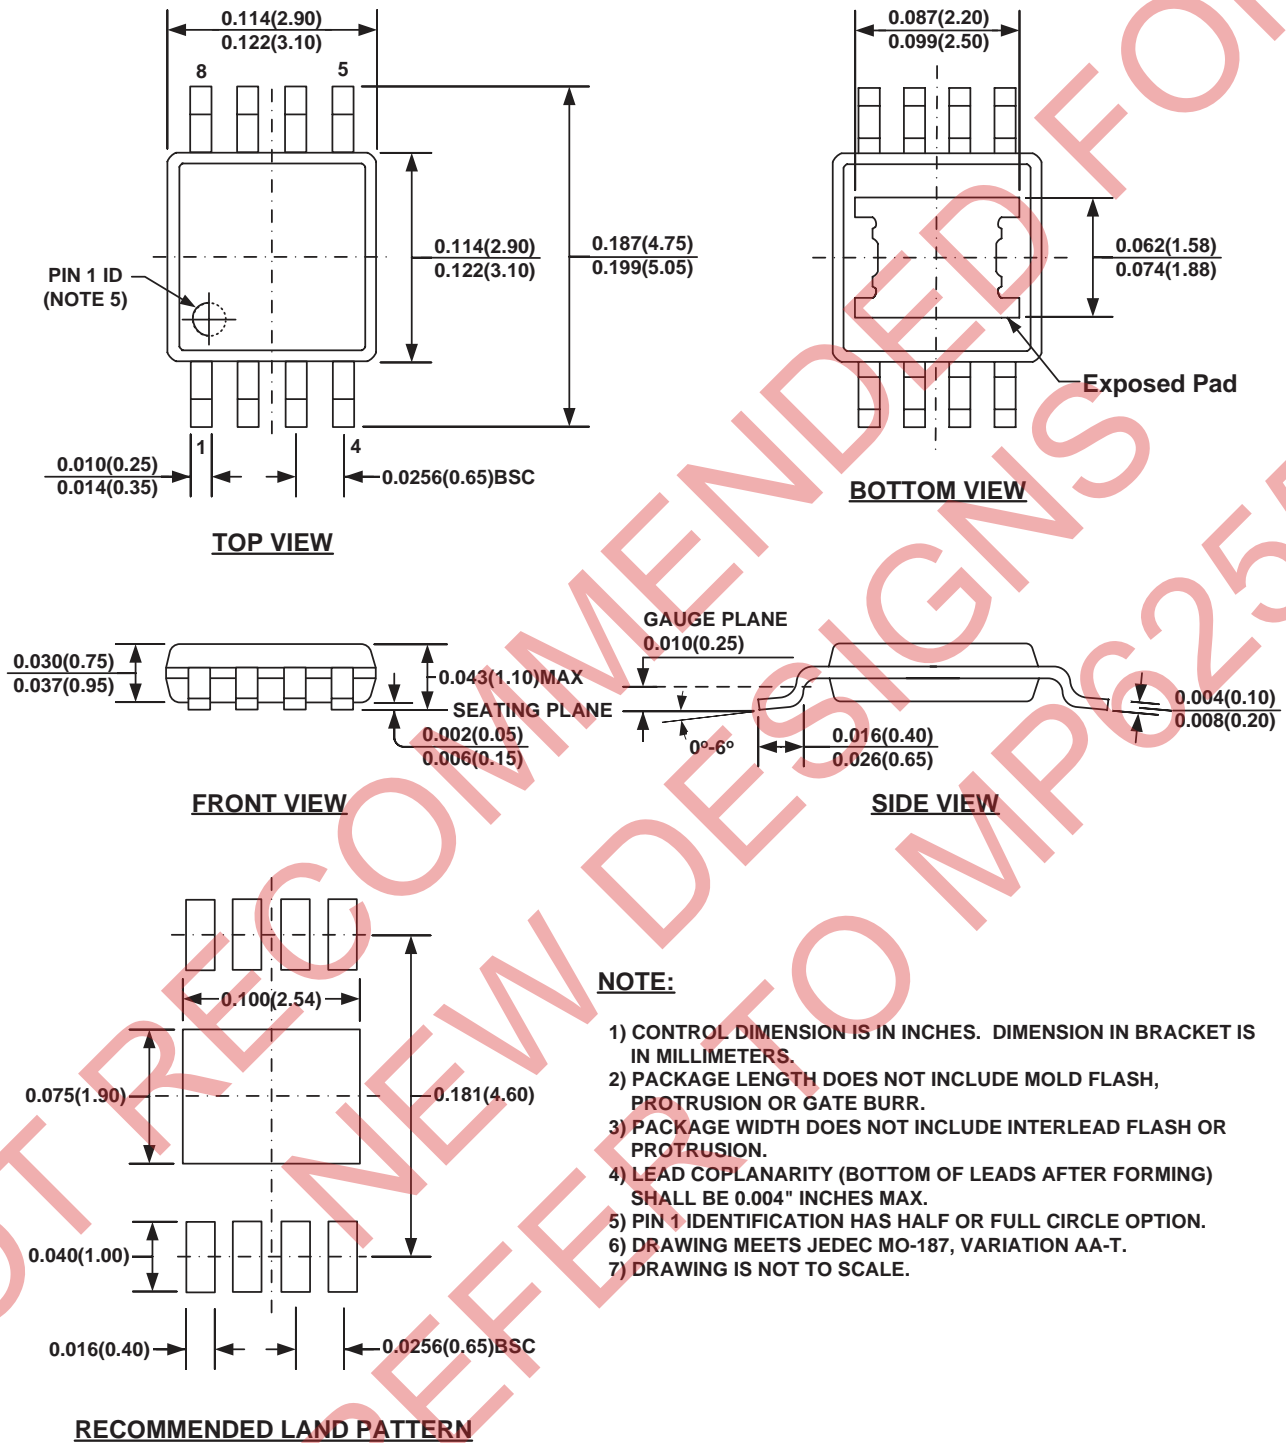 0.114(2.90)
0.122(3.10)
8
5
0.114(2.90)
0.122(3.10)
0.187(4.75)
0.199(5.05)
PIN 1 ID
(NOTE 5)
1
4
0.010(0.25)
0.014(0.35)
0.0256(0.65)BSC
TOP VIEW
0.087(2.20)
0.099(2.50)
0.062(1.58)
0.074(1.88)
Exposed Pad
BOTTOM VIEW
0.030(0.75)
0.037(0.95)
0.043(1.10)MAX
SEATING PLANE
0.002(0.05)
0.006(0.15)
FRONT VIEW
GAUGE PLANE
0.010(0.25)
0º-6º
0.016(0.40)
0.026(0.65)
0.004(0.10)
0.008(0.20)
SIDE VIEW
0.100(2.54)
0.075(1.90)
0.181(4.60)
0.040(1.00)
0.016(0.40)
0.0256(0.65)BSC
RECOMMENDED LAND PATTERN
NOTE:
1) CONTROL DIMENSION IS IN INCHES. DIMENSION IN BRACKET IS
IN MILLIMETERS.
2) PACKAGE LENGTH DOES NOT INCLUDE MOLD FLASH,
PROTRUSION OR GATE BURR.
3) PACKAGE WIDTH DOES NOT INCLUDE INTERLEAD FLASH OR
PROTRUSION.
4) LEAD COPLANARITY (BOTTOM OF LEADS AFTER FORMING)
SHALL BE 0.004" INCHES MAX.
5) PIN 1 IDENTIFICATION HAS HALF OR FULL CIRCLE OPTION.
6) DRAWING MEETS JEDEC MO-187, VARIATION AA-T.
7) DRAWING IS NOT TO SCALE.
RECOMMENDED
NEW DESIGNS
REFER TO